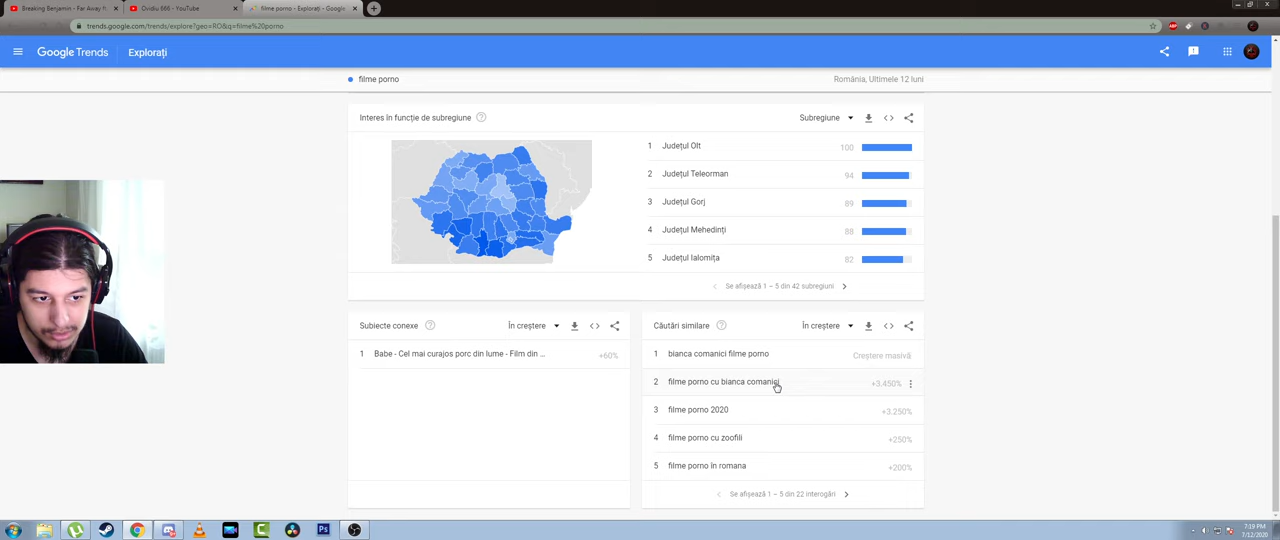 Breaking Benjamin - Far Away f
Ovidiu 666 - YouTube
filme porno - Explorați - Google
trends.google.com/trends/explore?geo=RO&q=filme%20porno
Google Trends
Explorați
filme porno
România, Ultimele 12 luni
Interes în funcție de subregiune
Subregiune
1 Județul Olt 100
2 Județul Teleorman 94
3 Județul Gorj 89
4 Județul Mehedinți 88
5 Județul Ialomița 82
Se afișează 1 – 5 din 42 subregiuni
Subiecte conexe
În creștere
1 Babe - Cel mai curajos porc din lume - Film din ... +60%
Căutări similare
În creștere
1 bianca comanici filme porno Creștere masivă
2 filme porno cu bianca comanici +3.450%
3 filme porno 2020 +3.250%
4 filme porno cu zoofili +250%
5 filme porno în romana +200%
Se afișează 1 – 5 din 22 interogări
7:19 PM
7/12/2020